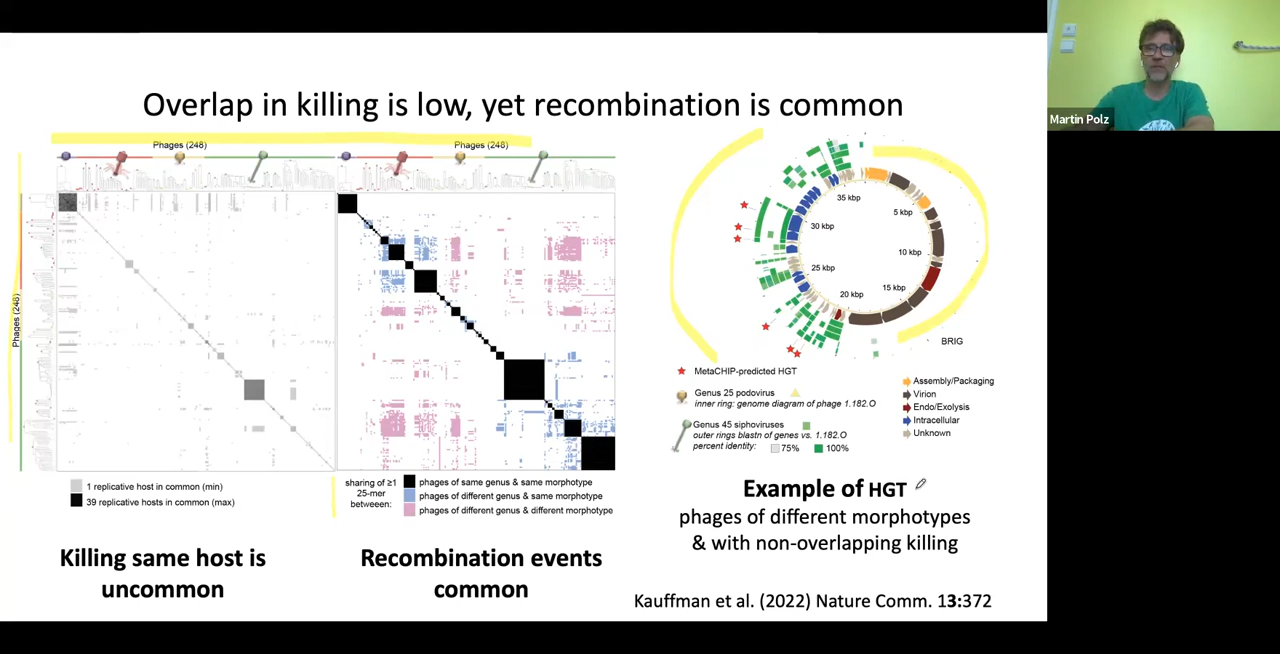 Overlap in killing is low, yet recombination is common
Martin Polz
Phages (248)
Phages (248)
Phages (248)
1 replicative host in common (min)
39 replicative hosts in common (max)
sharing of ≥1
25-mer
betweeen:
phages of same genus & same morphotype
phages of different genus & same morphotype
phages of different genus & different morphotype
Killing same host is
uncommon
Recombination events
common
35 kbp
5 kbp
30 kbp
10 kbp
25 kbp
15 kbp
20 kbp
BRIG
MetaCHIP-predicted HGT
Genus 25 podovirus
inner ring: genome diagram of phage 1.182.O
Genus 45 siphoviruses
outer rings blastn of genes vs. 1.182.O
percent identity:
75%
100%
Assembly/Packaging
Virion
Endo/Exolysis
Intracellular
Unknown
Example of HGT
phages of different morphotypes
& with non-overlapping killing
Kauffman et al. (2022) Nature Comm. 13:372